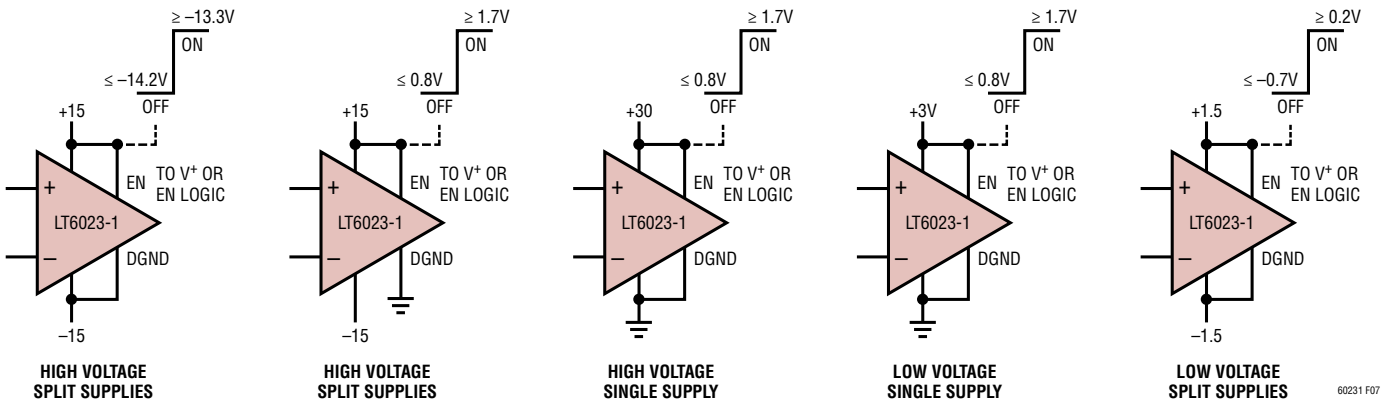 ≥ –13.3V
ON
≤ –14.2V
OFF
+15
EN
TO V⁺ OR
EN LOGIC
+
LT6023-1
–
DGND
–15
HIGH VOLTAGE
SPLIT SUPPLIES
≥ 1.7V
ON
≤ 0.8V
OFF
+15
EN
TO V⁺ OR
EN LOGIC
+
LT6023-1
–
DGND
–15
HIGH VOLTAGE
SPLIT SUPPLIES
≥ 1.7V
ON
≤ 0.8V
OFF
+30
EN
TO V⁺ OR
EN LOGIC
+
LT6023-1
–
DGND
HIGH VOLTAGE
SINGLE SUPPLY
≥ 1.7V
ON
≤ 0.8V
OFF
+3V
EN
TO V⁺ OR
EN LOGIC
+
LT6023-1
–
DGND
LOW VOLTAGE
SINGLE SUPPLY
≥ 0.2V
ON
≤ –0.7V
OFF
+1.5
EN
TO V⁺ OR
EN LOGIC
+
LT6023-1
–
DGND
–1.5
LOW VOLTAGE
SPLIT SUPPLIES
60231 F07